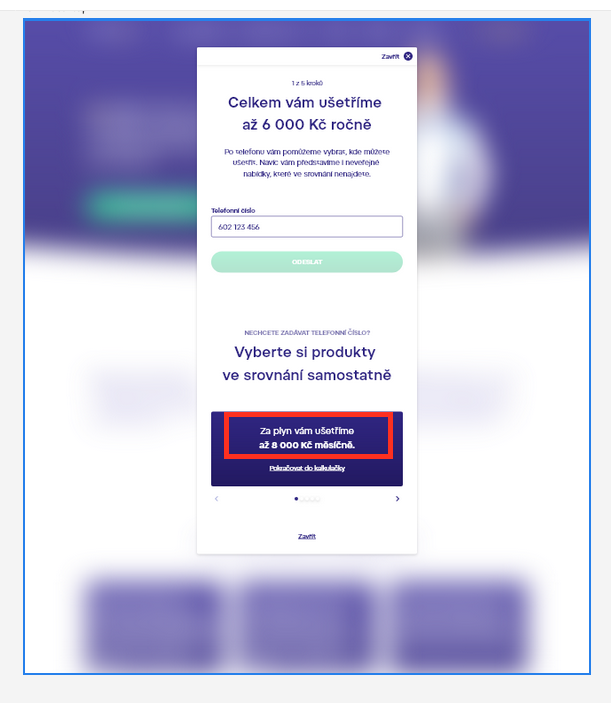 Zavřít
1 z 5 kroků
Celkem vám ušetříme
až 6 000 Kč ročně
Po telefonu vám pomůžeme vybrat, kde můžete
ušetřit. Navíc vám představíme i neveřejné
nabídky, které ve srovnání nenajdete.
Telefonní číslo
602 123 456
ODESLAT
NECHCETE ZADÁVAT TELEFONNÍ ČÍSLO?
Vyberte si produkty
ve srovnání samostatně
Za plyn vám ušetříme
až 8 000 Kč měsíčně.
Pokračovat do kalkulačky
Zavřít